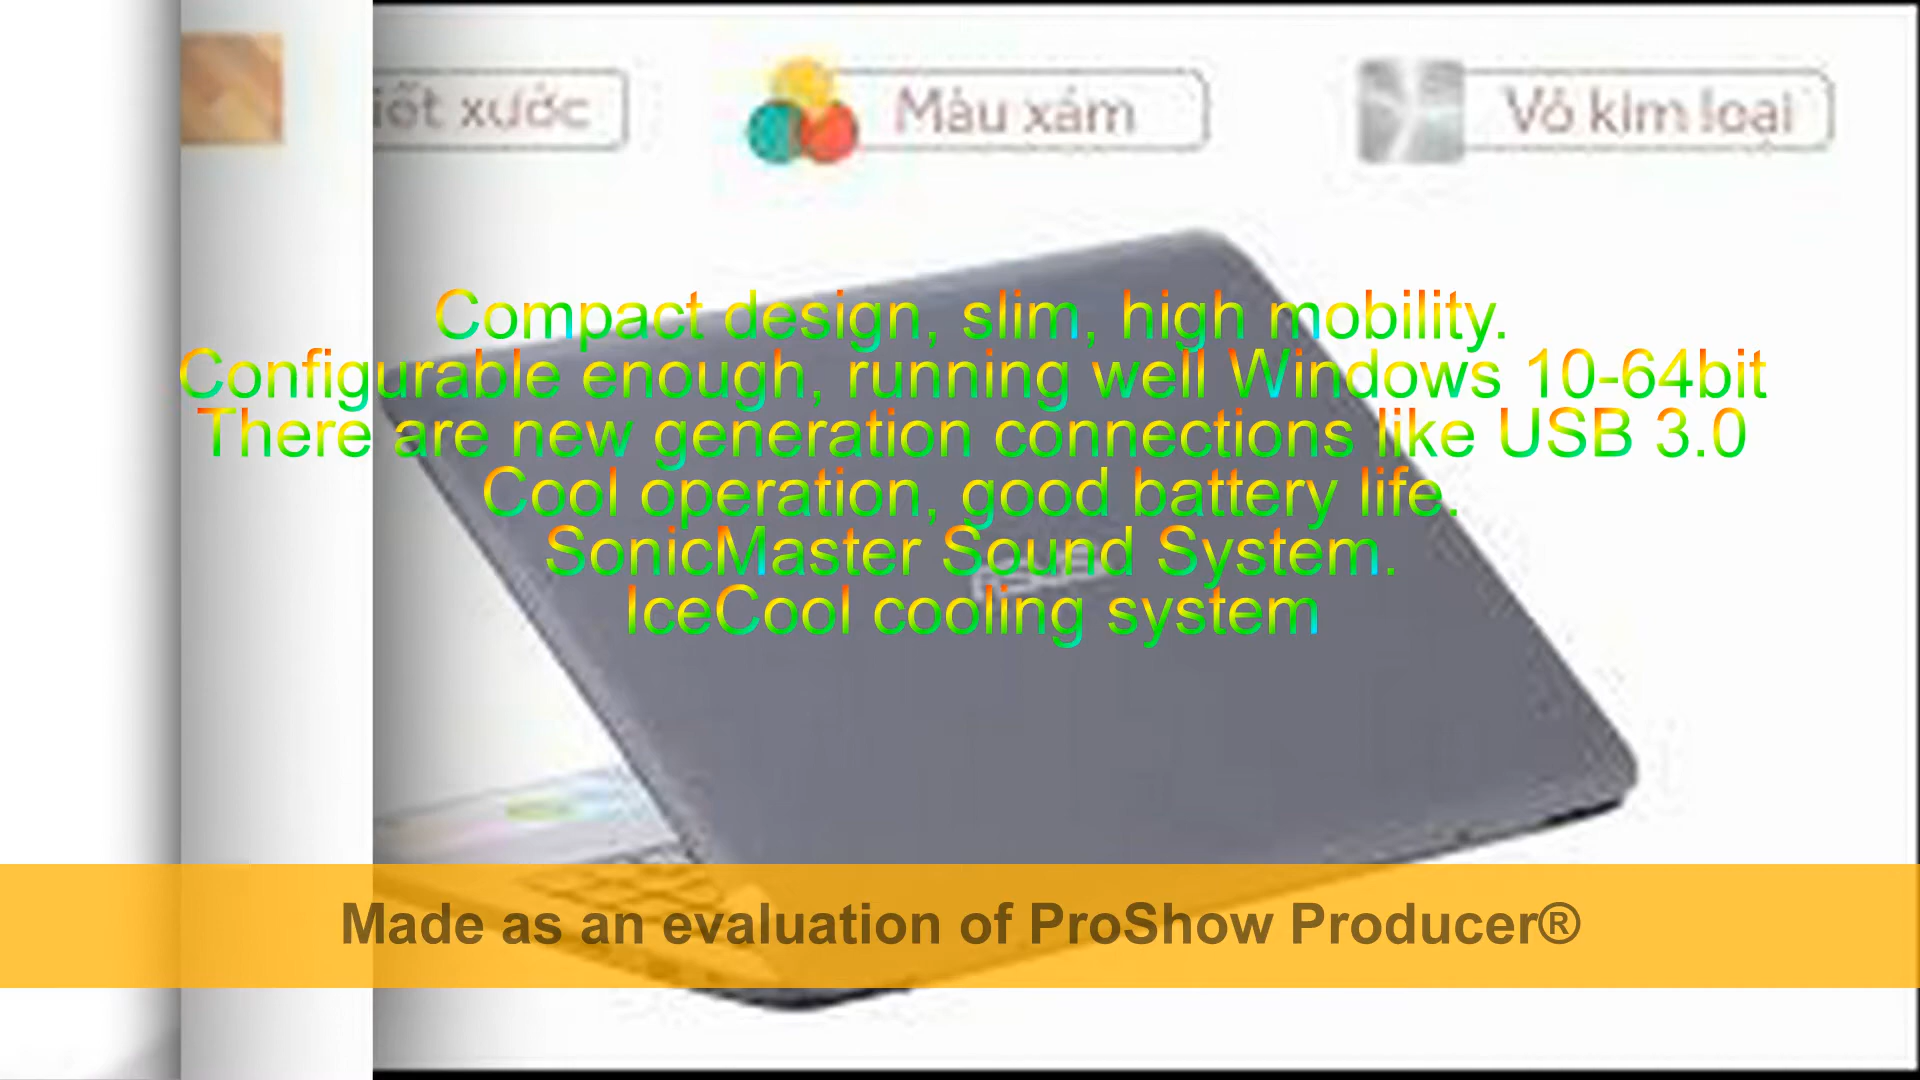 xước
Màu xám
Vỏ kim loại
Compact design, slim, high mobility.
Configurable enough, running well Windows 10-64bit
There are new generation connections like USB 3.0
Cool operation, good battery life.
SonicMaster Sound System.
IceCool cooling system
Made as an evaluation of ProShow Producer®